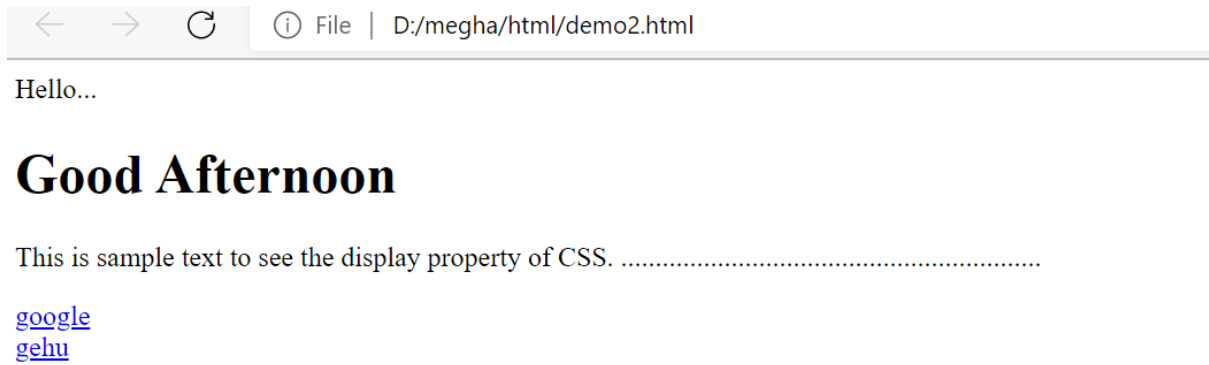 File | D:/megha/html/demo2.html
Hello...
Good Afternoon
This is sample text to see the display property of CSS. .............................................................
google
gehu